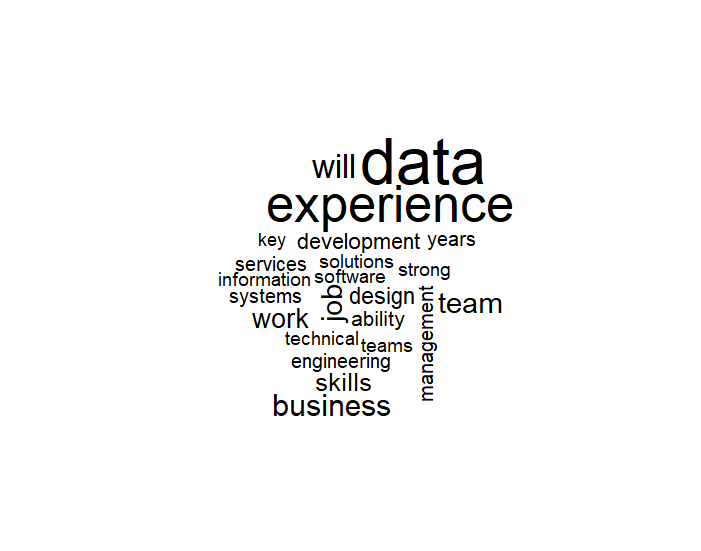 will data
experience
key development years
services solutions
information software strong
systems job design
work ability team
technical teams management
engineering
skills
business